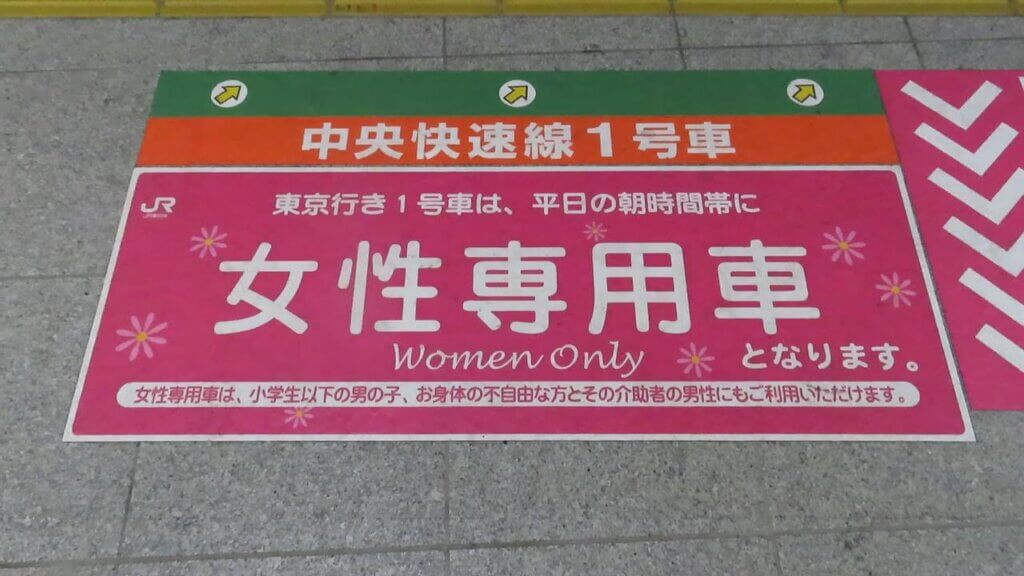 中央快速線1号車
JR
東京行き1号車は、平日の朝時間帯に
女性専用車
Women Only
となります。
女性専用車は、小学生以下の男の子、お身体の不自由な方とその介助者の男性にもご利用いただけます。